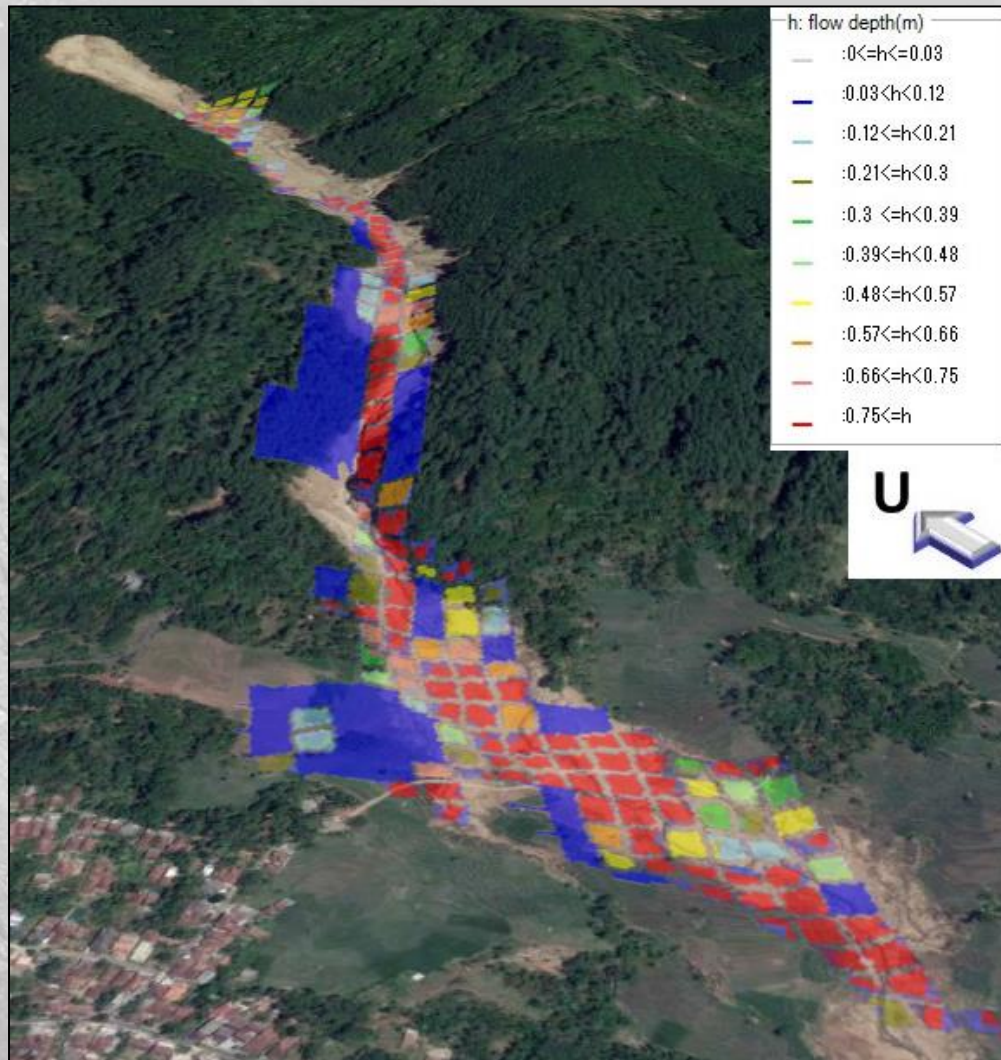 h: flow depth(m)
:0<=h<=0.03
:0.03<h<0.12
:0.12<=h<0.21
:0.21<=h<0.3
:0.3 <=h<0.39
:0.39<=h<0.48
:0.48<=h<0.57
:0.57<=h<0.66
:0.66<=h<0.75
:0.75<=h
U